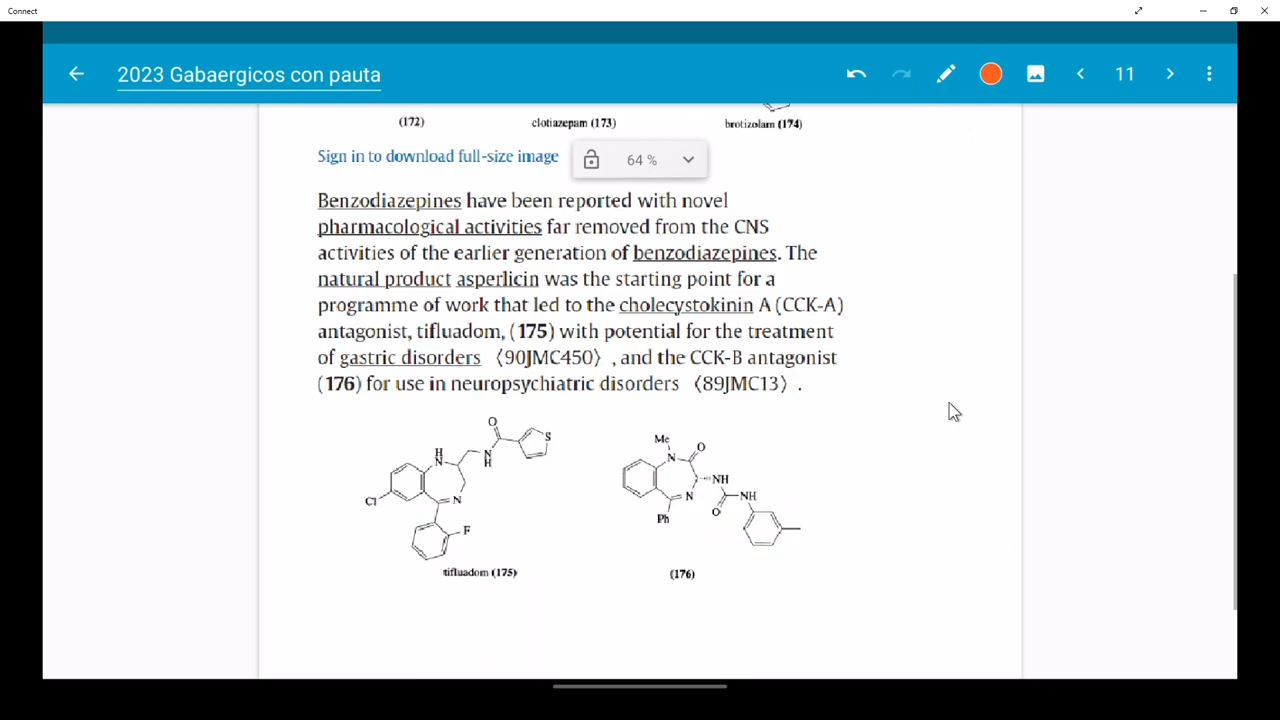 Connect
2023 Gabaergicos con pauta
11
(172)
clotiazepam (173)
brotizolam (174)
Sign in to download full-size image
64 %
Benzodiazepines have been reported with novel
pharmacological activities far removed from the CNS
activities of the earlier generation of benzodiazepines. The
natural product asperlicin was the starting point for a
programme of work that led to the cholecystokinin A (CCK-A)
antagonist, tifluadom, (175) with potential for the treatment
of gastric disorders 〈90JMC450〉 , and the CCK-B antagonist
(176) for use in neuropsychiatric disorders 〈89JMC13〉 .
O
S
H
N
N
H
Cl
N
F
tifluadom (175)
Me
N
O
NH
N
NH
O
Ph
(176)